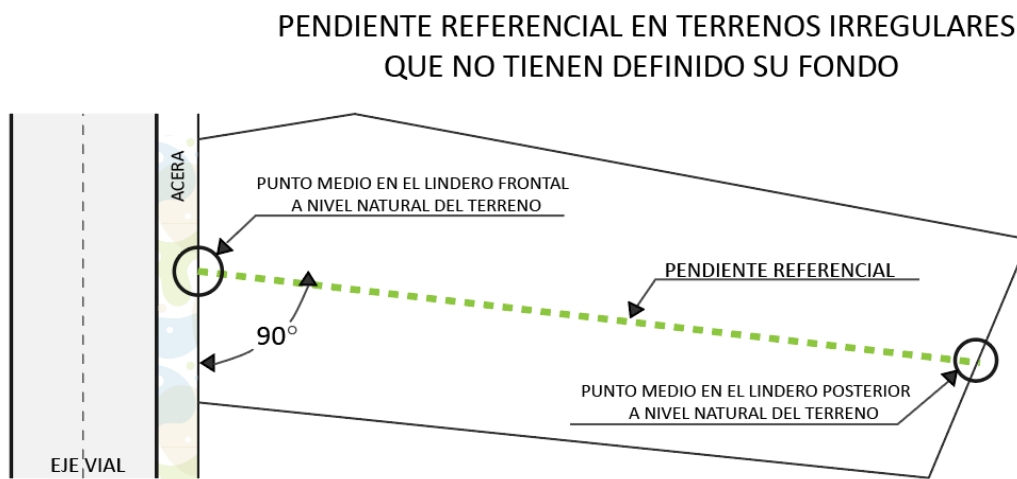 PENDIENTE REFERENCIAL EN TERRENOS IRREGULARES
QUE NO TIENEN DEFINIDO SU FONDO
ACERA
PUNTO MEDIO EN EL LINDERO FRONTAL
A NIVEL NATURAL DEL TERRENO
PENDIENTE REFERENCIAL
90°
PUNTO MEDIO EN EL LINDERO POSTERIOR
A NIVEL NATURAL DEL TERRENO
EJE VIAL